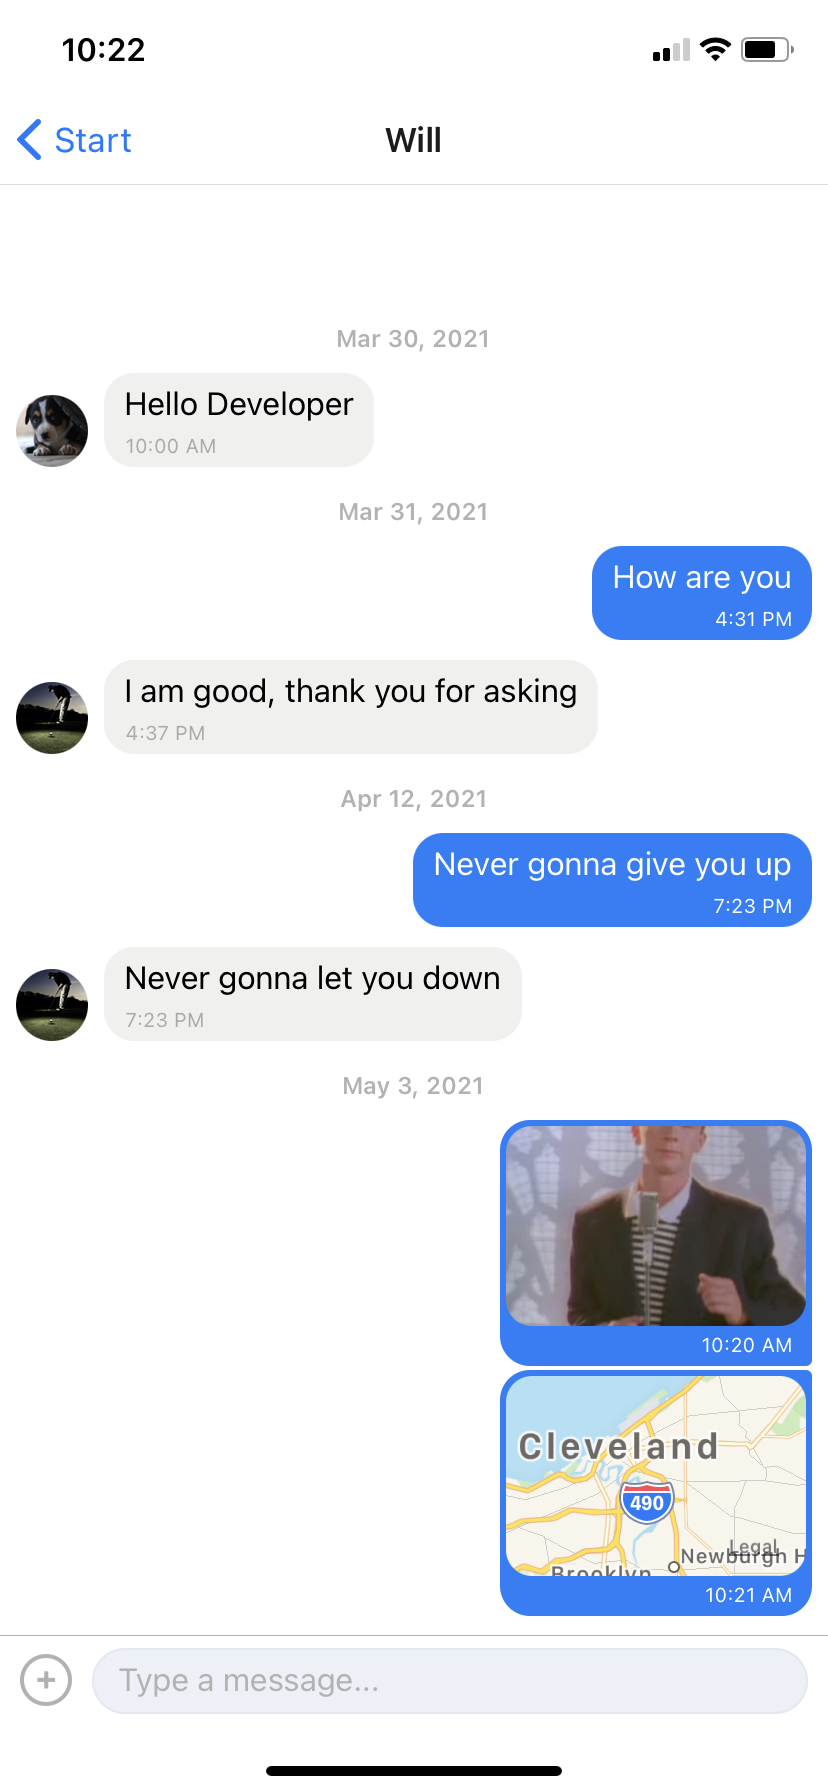 10:22
Start
Will
Mar 30, 2021
Hello Developer
10:00 AM
Mar 31, 2021
How are you
4:31 PM
I am good, thank you for asking
4:37 PM
Apr 12, 2021
Never gonna give you up
7:23 PM
Never gonna let you down
7:23 PM
May 3, 2021
10:20 AM
Cleveland
490
Legal
Newburgh H
Brooklyn
10:21 AM
Type a message...